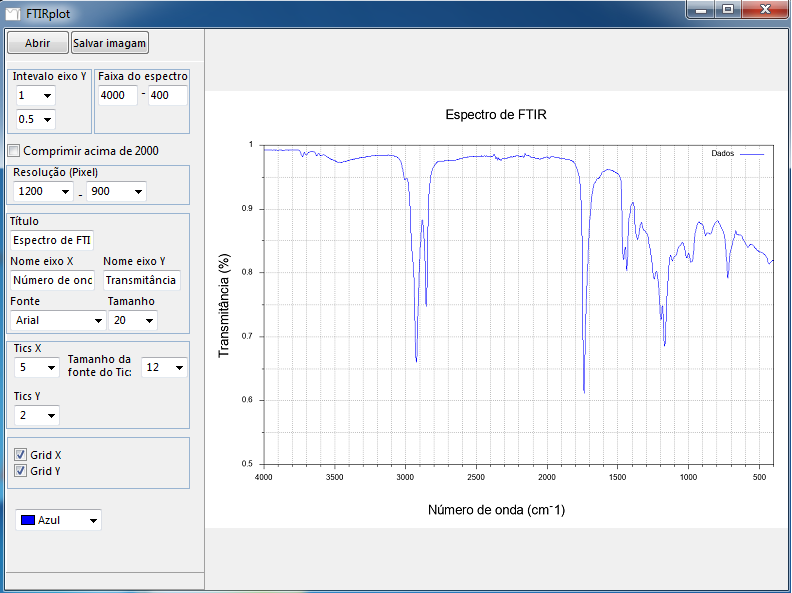 FTIRplot
Abrir
Salvar imagam
Intevalo eixo Y
Faixa do espectro
1
4000 - 400
0.5
Comprimir acima de 2000
Resolução (Pixel)
1200 - 900
Título
Espectro de FTI
Nome eixo X
Nome eixo Y
Número de onc
Transmitância
Fonte
Tamanho
Arial
20
Tics X
5
Tamanho da
fonte do Tic:
12
Tics Y
2
Grid X
Grid Y
Azul
Espectro de FTIR
Dados
Transmitância (%)
1
0.9
0.8
0.7
0.6
0.5
4000 3500 3000 2500 2000 1500 1000 500
Número de onda (cm-1)